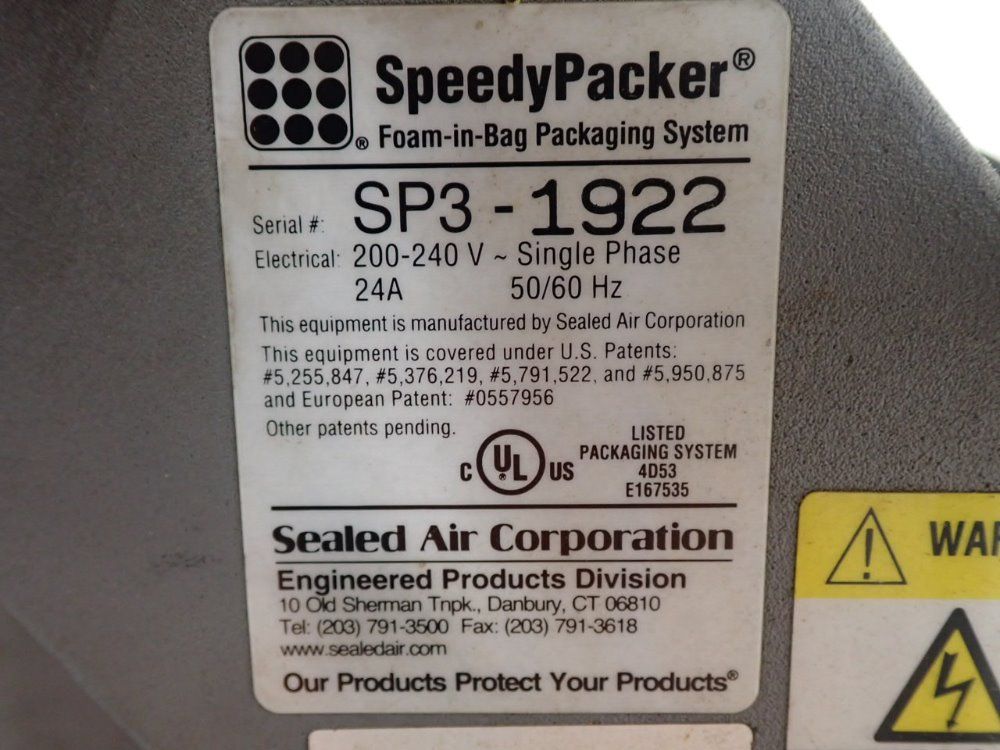 SpeedyPacker®
® Foam-in-Bag Packaging System
Serial #: SP3 - 1922
Electrical: 200-240 V ~ Single Phase
24A 50/60 Hz
This equipment is manufactured by Sealed Air Corporation
This equipment is covered under U.S. Patents:
#5,255,847, #5,376,219, #5,791,522, and #5,950,875
and European Patent: #0557956
Other patents pending.
C UL® US
LISTED
PACKAGING SYSTEM
4D53
E167535
Sealed Air Corporation
Engineered Products Division
10 Old Sherman Tnpk., Danbury, CT 06810
Tel: (203) 791-3500 Fax: (203) 791-3618
www.sealedair.com
Our Products Protect Your Products®